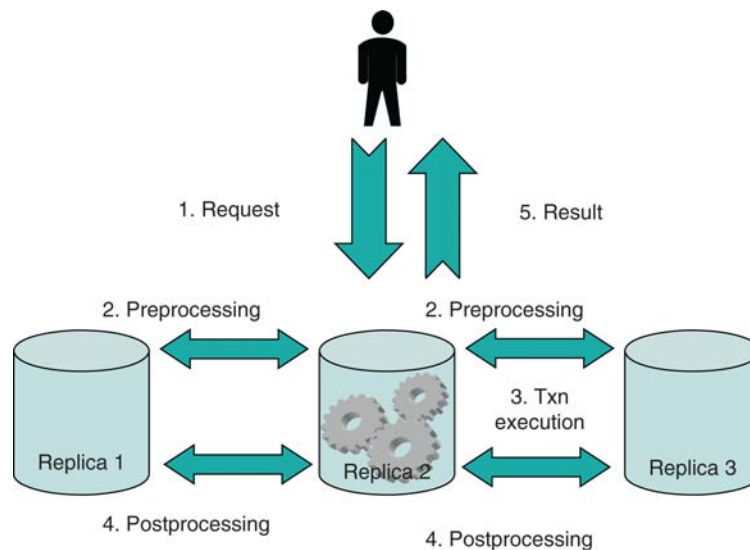 1. Request
5. Result
2. Preprocessing
2. Preprocessing
3. Txn
execution
Replica 1
Replica 2
Replica 3
4. Postprocessing
4. Postprocessing